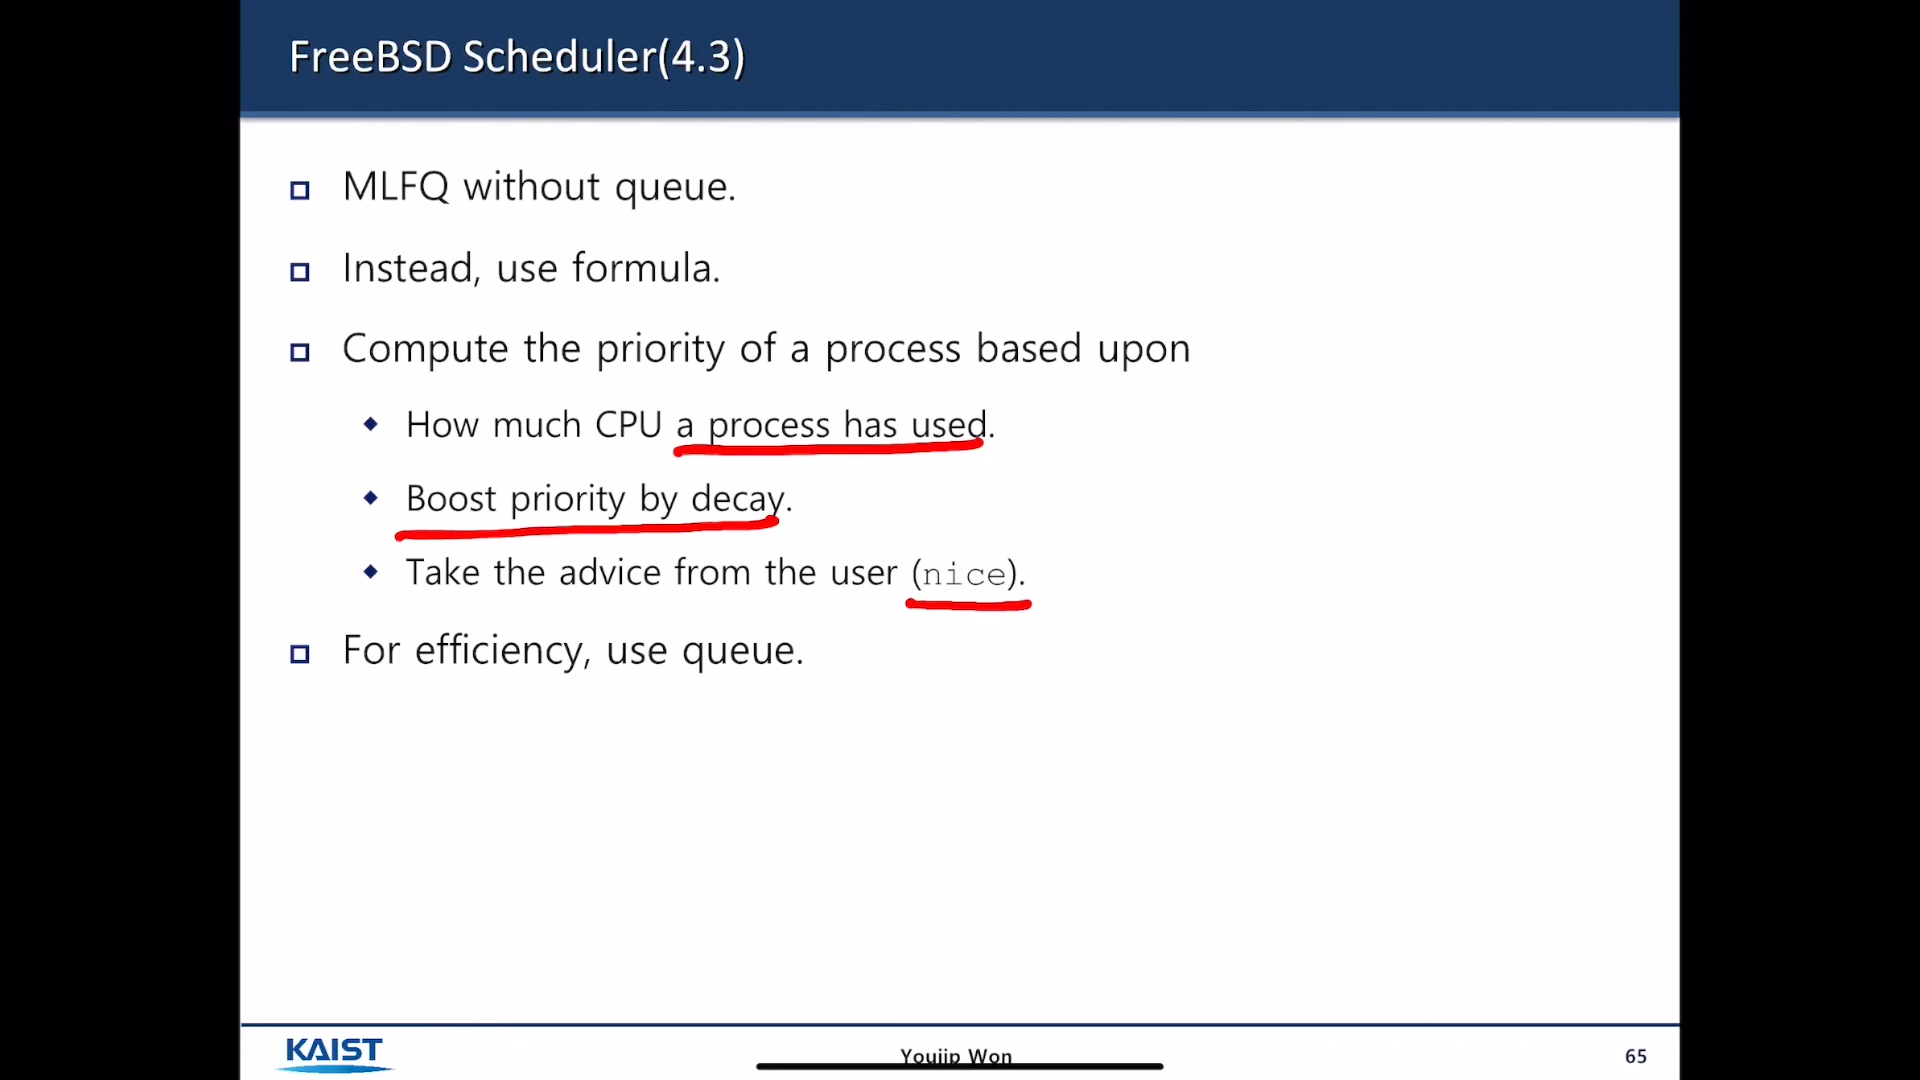 FreeBSD Scheduler(4.3)
MLFQ without queue.
Instead, use formula.
Compute the priority of a process based upon
How much CPU a process has used.
Boost priority by decay.
Take the advice from the user (nice).
For efficiency, use queue.
KAIST
Youjip Won
65